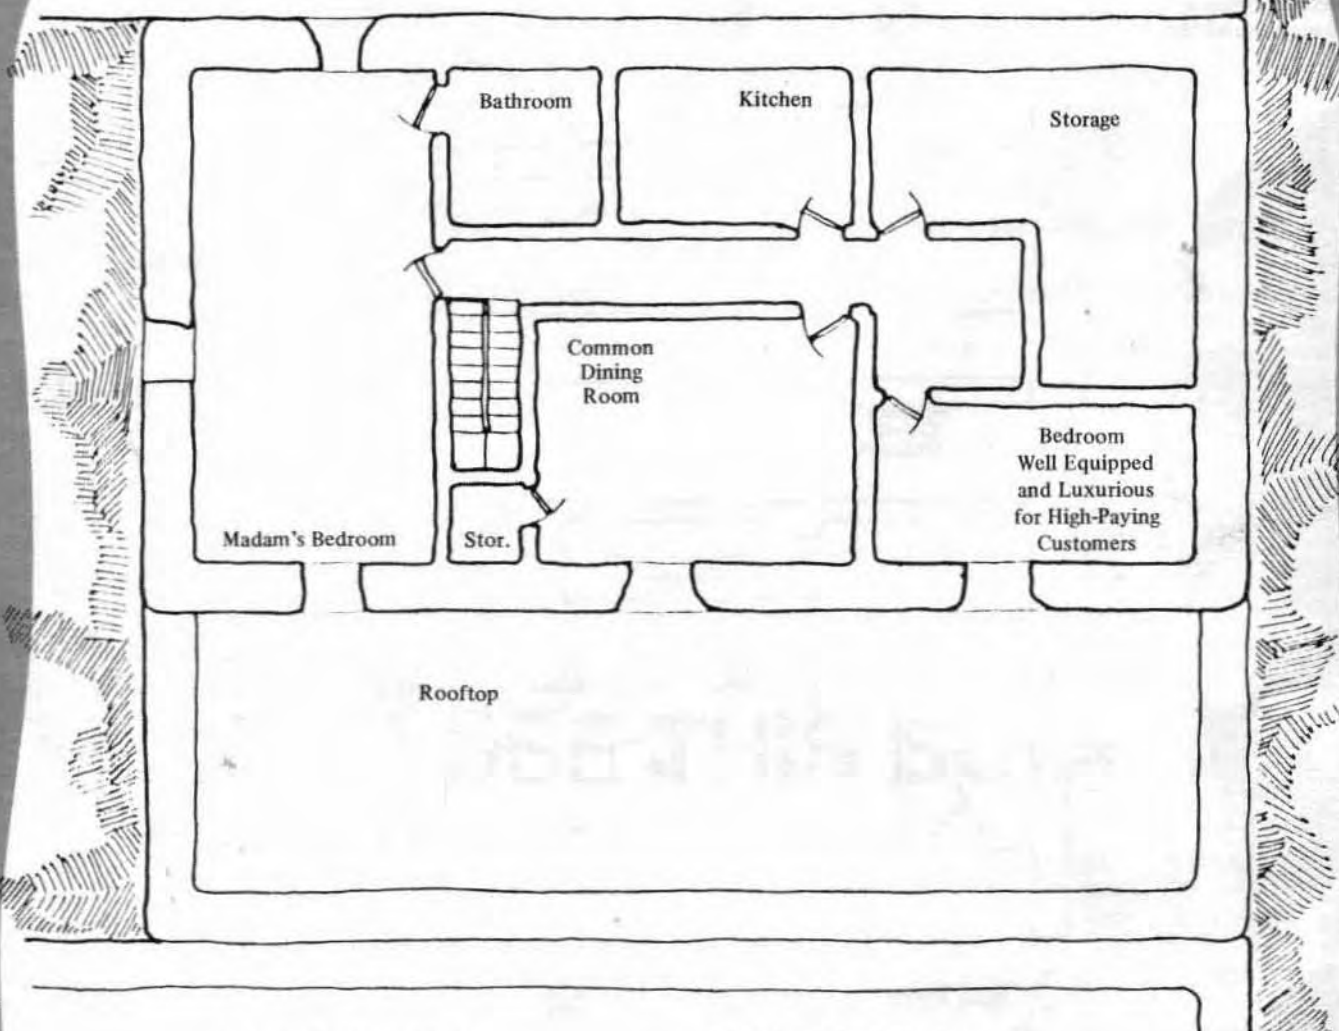 Bathroom
Kitchen
Storage
Common
Dining
Room
Bedroom
Well Equipped
and Luxurious
for High-Paying
Customers
Madam's Bedroom
Stor.
Rooftop